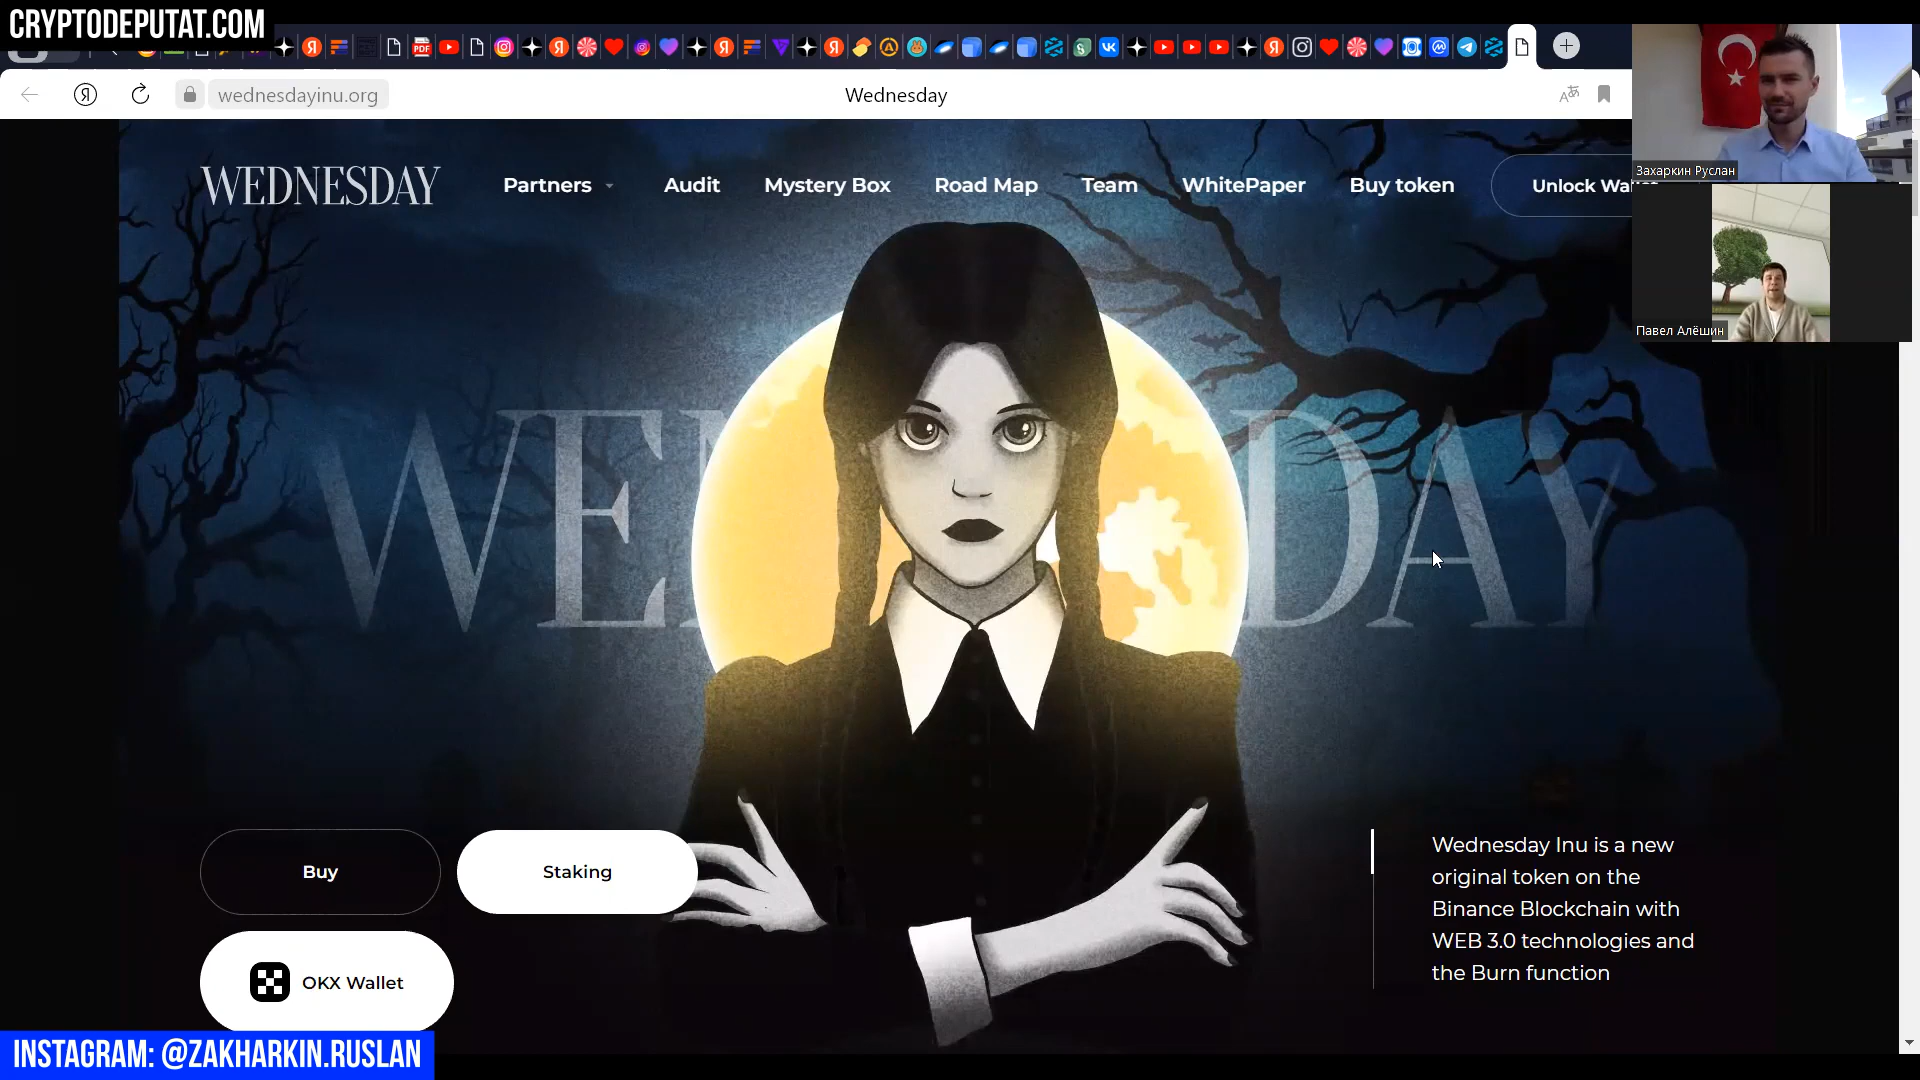 CRYPTODEPUTAT.COM
wednesdayinu.org
Wednesday
WEDNESDAY
Partners
Audit
Mystery Box
Road Map
Team
WhitePaper
Buy token
Unlock
Захаркин Руслан
Павел Алёшин
Buy
Staking
OKX Wallet
Wednesday Inu is a new
original token on the
Binance Blockchain with
WEB 3.0 technologies and
the Burn function
INSTAGRAM: @ZAKHARKIN.RUSLAN